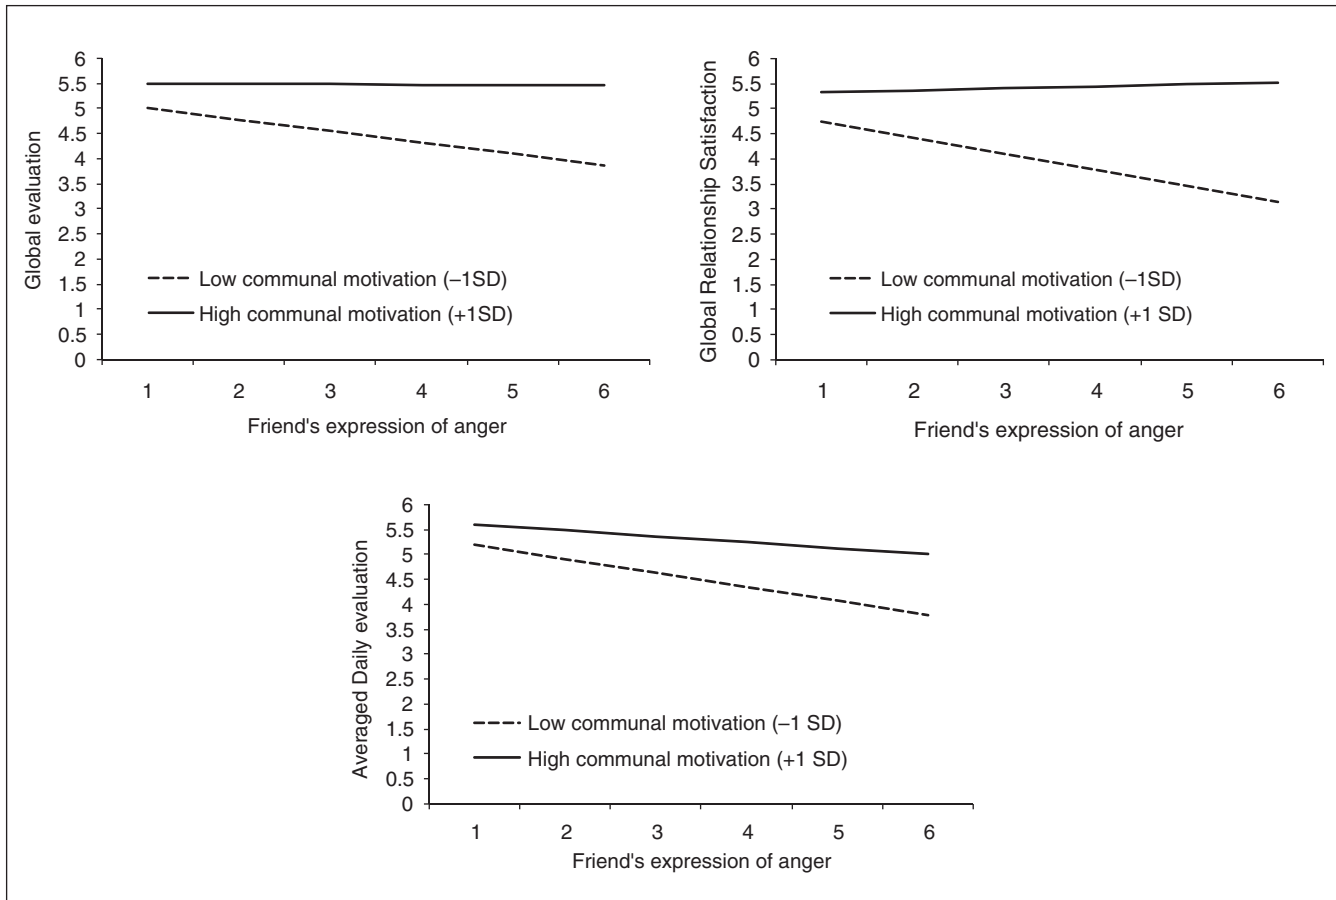 Global evaluation
6
5.5
5
4.5
4
3.5
3
2.5
2
1.5
1
0.5
0
Low communal motivation (–1SD)
High communal motivation (+1SD)
1 2 3 4 5 6
Friend's expression of anger
Global Relationship Satisfaction
6
5.5
5
4.5
4
3.5
3
2.5
2
1.5
1
0.5
0
Low communal motivation (–1SD)
High communal motivation (+1 SD)
1 2 3 4 5 6
Friend's expression of anger
Averaged Daily evaluation
6
5.5
5
4.5
4
3.5
3
2.5
2
1.5
1
0.5
0
Low communal motivation (–1 SD)
High communal motivation (+1 SD)
1 2 3 4 5 6
Friend's expression of anger